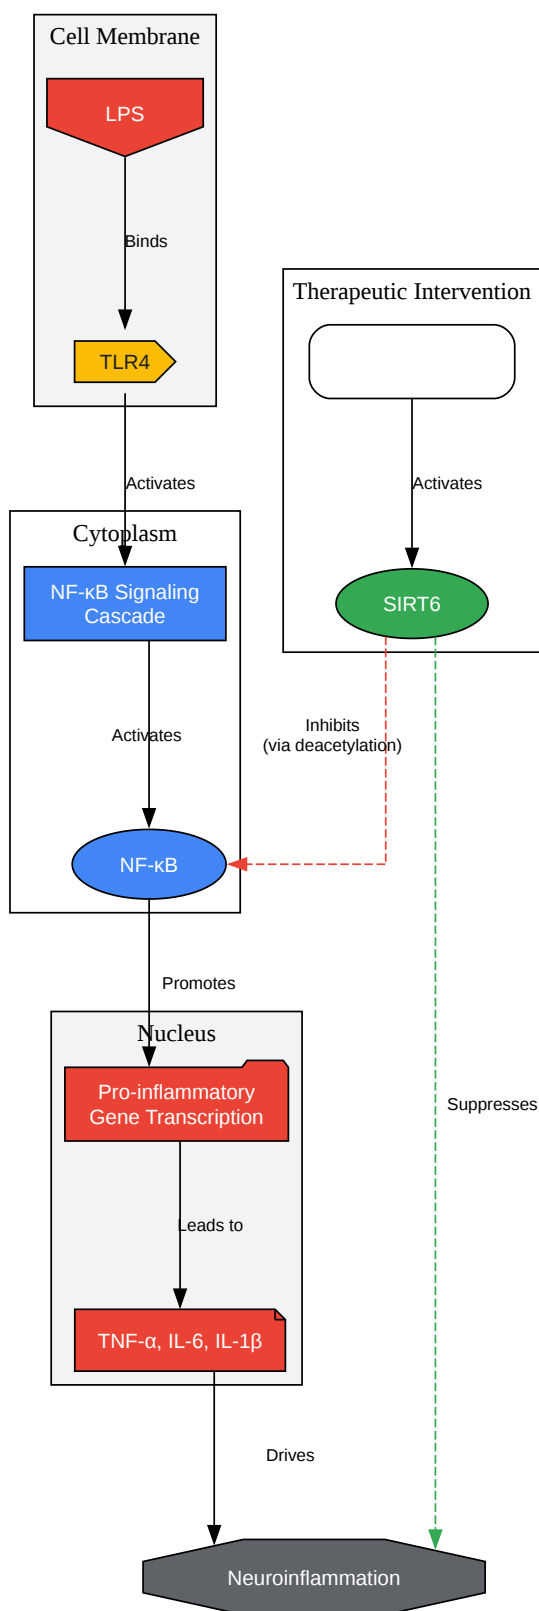 Cell Membrane
LPS
Binds
TLR4
Activates
Therapeutic Intervention
Activates
SIRT6
Cytoplasm
NF-κB Signaling
Cascade
Activates
Inhibits
(via deacetylation)
NF-κB
Promotes
Nucleus
Pro-inflammatory
Gene Transcription
Suppresses
Leads to
TNF-α, IL-6, IL-1β
Drives
Neuroinflammation